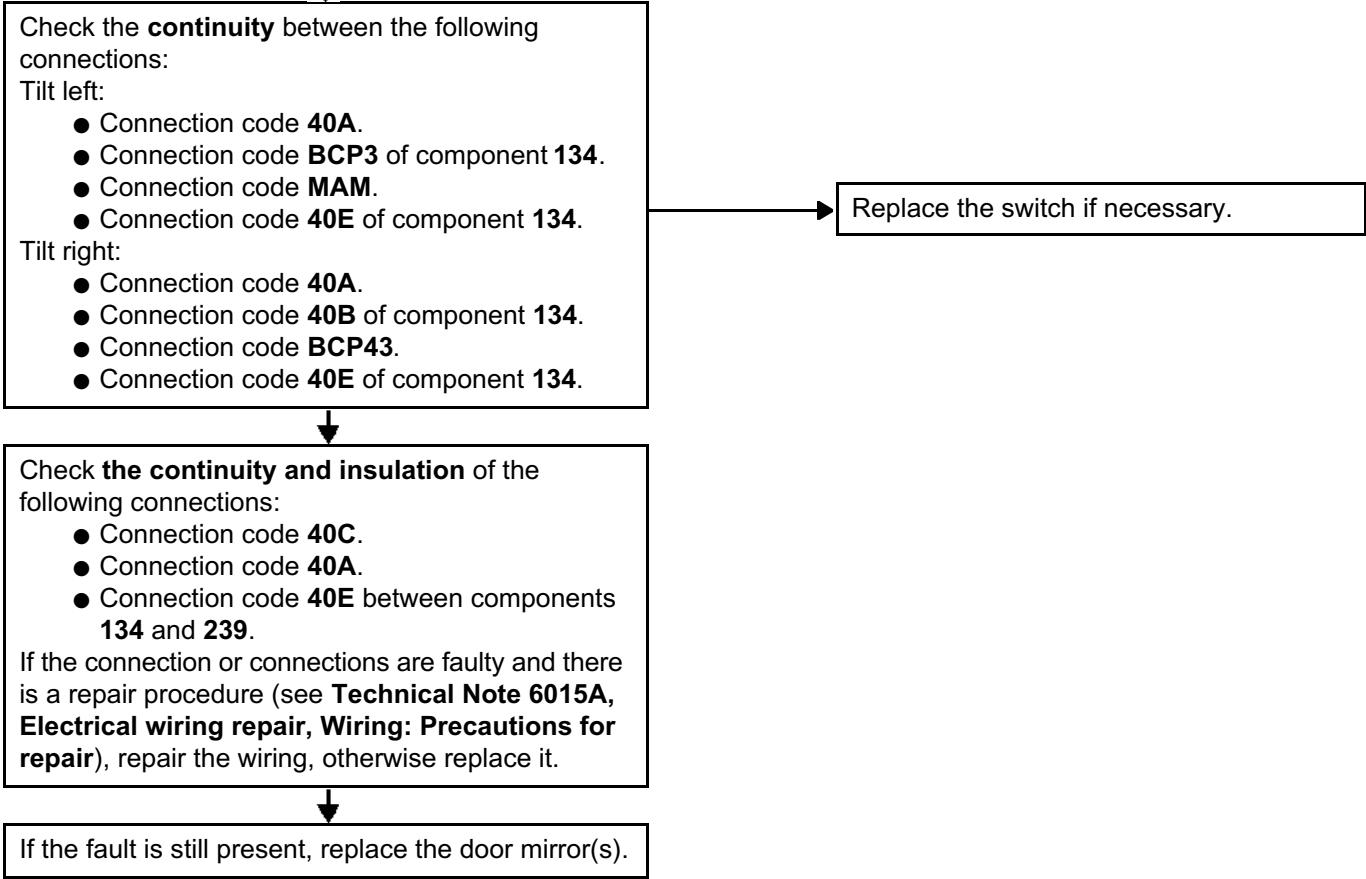 Check the continuity between the following
connections:
Tilt left:
● Connection code 40A.
● Connection code BCP3 of component 134.
● Connection code MAM.
● Connection code 40E of component 134.
Tilt right:
● Connection code 40A.
● Connection code 40B of component 134.
● Connection code BCP43.
● Connection code 40E of component 134.
Replace the switch if necessary.
Check the continuity and insulation of the
following connections:
● Connection code 40C.
● Connection code 40A.
● Connection code 40E between components
134 and 239.
If the connection or connections are faulty and there
is a repair procedure (see Technical Note 6015A,
Electrical wiring repair, Wiring: Precautions for
repair), repair the wiring, otherwise replace it.
If the fault is still present, replace the door mirror(s).